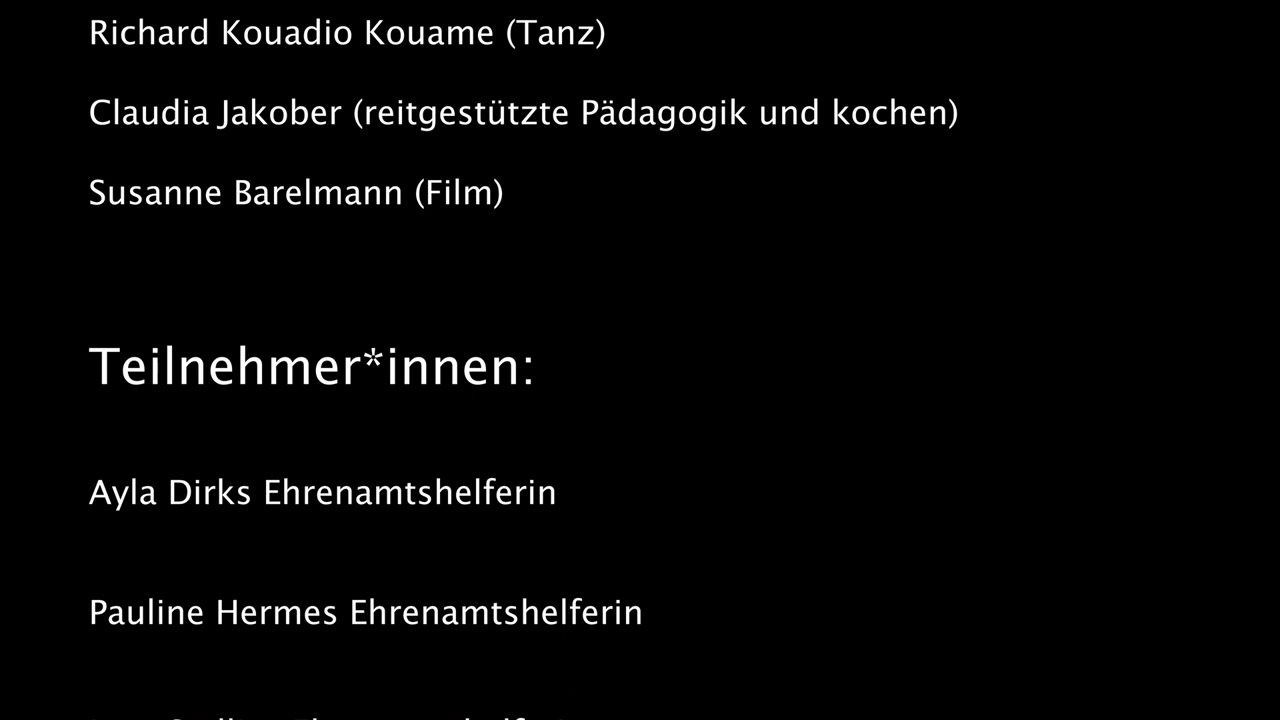 Richard Kouadio Kouame (Tanz)
Claudia Jakober (reitgestützte Pädagogik und kochen)
Susanne Barelmann (Film)
Teilnehmer*innen:
Ayla Dirks Ehrenamtshelferin
Pauline Hermes Ehrenamtshelferin